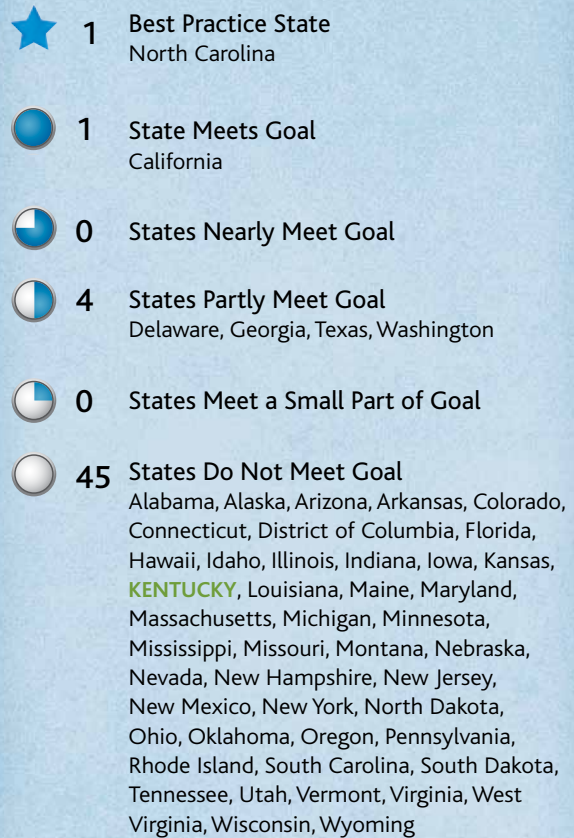 1 Best Practice State
North Carolina
1 State Meets Goal
California
0 States Nearly Meet Goal
4 States Partly Meet Goal
Delaware, Georgia, Texas, Washington
0 States Meet a Small Part of Goal
45 States Do Not Meet Goal
Alabama, Alaska, Arizona, Arkansas, Colorado,
Connecticut, District of Columbia, Florida,
Hawaii, Idaho, Illinois, Indiana, Iowa, Kansas,
KENTUCKY, Louisiana, Maine, Maryland,
Massachusetts, Michigan, Minnesota,
Mississippi, Missouri, Montana, Nebraska,
Nevada, New Hampshire, New Jersey,
New Mexico, New York, North Dakota,
Ohio, Oklahoma, Oregon, Pennsylvania,
Rhode Island, South Carolina, South Dakota,
Tennessee, Utah, Vermont, Virginia, West
Virginia, Wisconsin, Wyoming